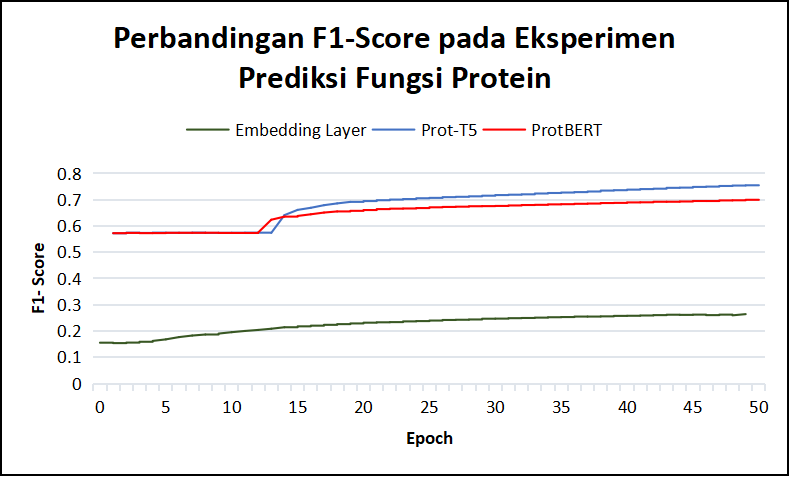 Perbandingan F1-Score pada Eksperimen
Prediksi Fungsi Protein
Embedding Layer Prot-T5 ProtBERT
0.8
0.7
0.6
0.5
0.4
0.3
0.2
0.1
0
F1- Score
0 5 10 15 20 25 30 35 40 45 50
Epoch